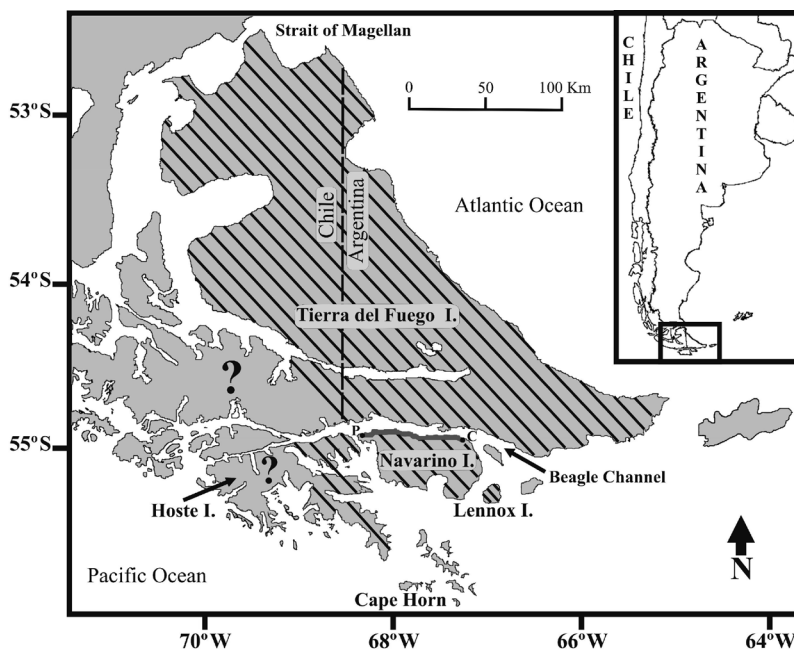 Strait of Magellan
0 50 100 Km
CHILE
ARGENTINA
53ºS
Atlantic Ocean
Chile
Argentina
54ºS
Tierra del Fuego I.
?
P
C
55ºS
Navarino I.
?
Beagle Channel
Hoste I.
Lennox I.
Pacific Ocean
N
Cape Horn
70ºW 68ºW 66ºW 64ºW